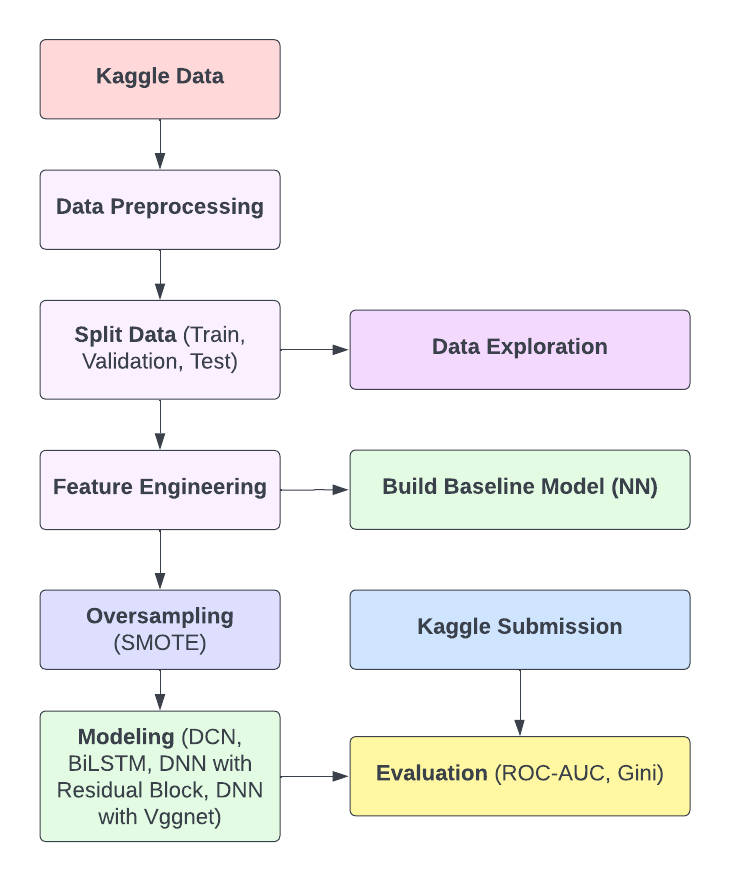 Kaggle Data
Data Preprocessing
Split Data (Train,
Validation, Test)
Data Exploration
Feature Engineering
Build Baseline Model (NN)
Oversampling
(SMOTE)
Kaggle Submission
Modeling (DCN,
BiLSTM, DNN with
Residual Block, DNN
with Vggnet)
Evaluation (ROC-AUC, Gini)